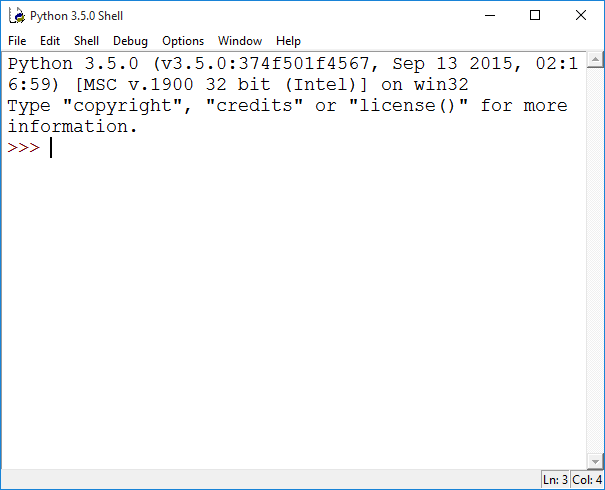 Python 3.5.0 Shell
File Edit Shell Debug Options Window Help
Python 3.5.0 (v3.5.0:374f501f4567, Sep 13 2015, 02:1
6:59) [MSC v.1900 32 bit (Intel)] on win32
Type "copyright", "credits" or "license()" for more
information.
>>>
Ln: 3 Col: 4